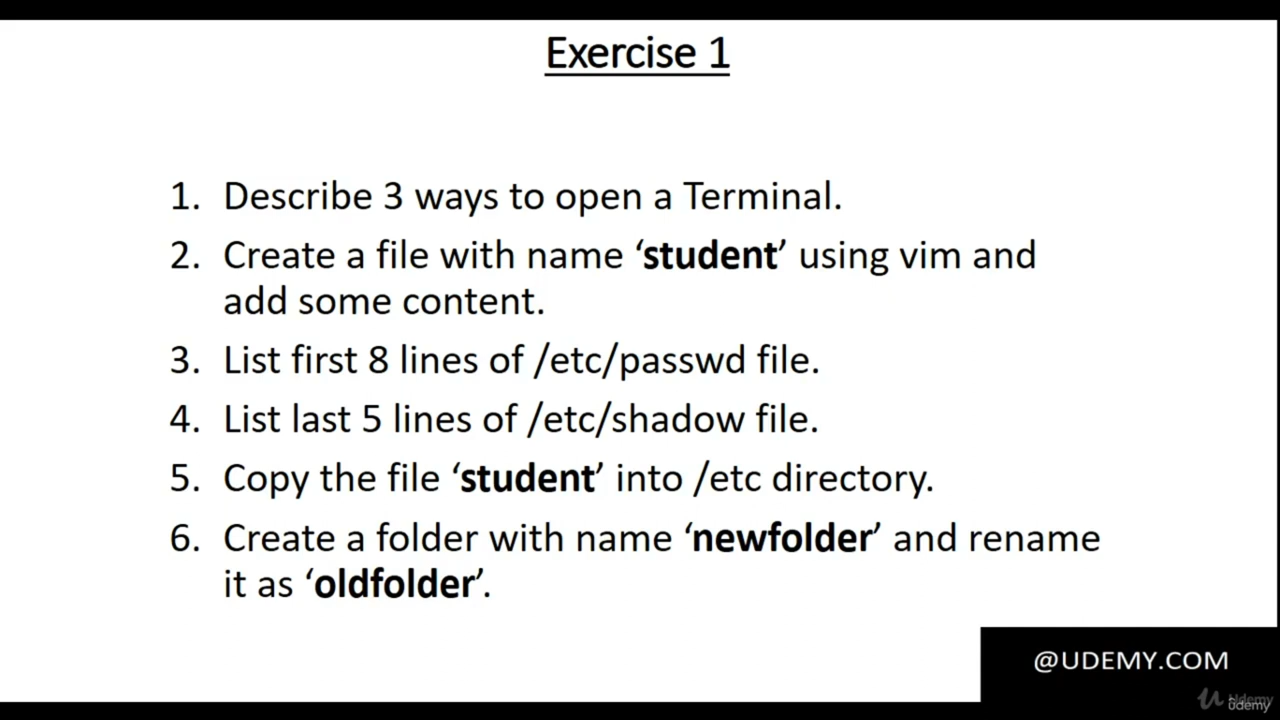 Exercise 1
1. Describe 3 ways to open a Terminal.
2. Create a file with name ‘student’ using vim and
add some content.
3. List first 8 lines of /etc/passwd file.
4. List last 5 lines of /etc/shadow file.
5. Copy the file ‘student’ into /etc directory.
6. Create a folder with name ‘newfolder’ and rename
it as ‘oldfolder’.
@UDEMY.COM
Udemy
ûdemy